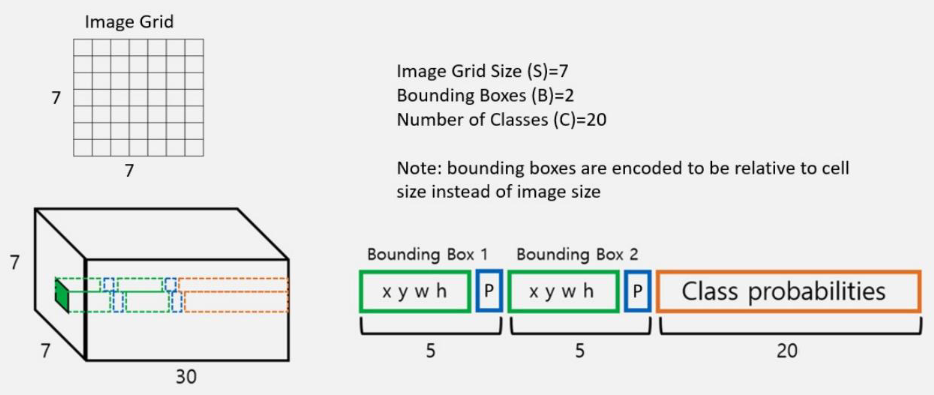 Image Grid
7
7
Image Grid Size (S)=7
Bounding Boxes (B)=2
Number of Classes (C)=20
Note: bounding boxes are encoded to be relative to cell
size instead of image size
7
7
30
Bounding Box 1
Bounding Box 2
x y w h
P
x y w h
P
Class probabilities
5
5
20